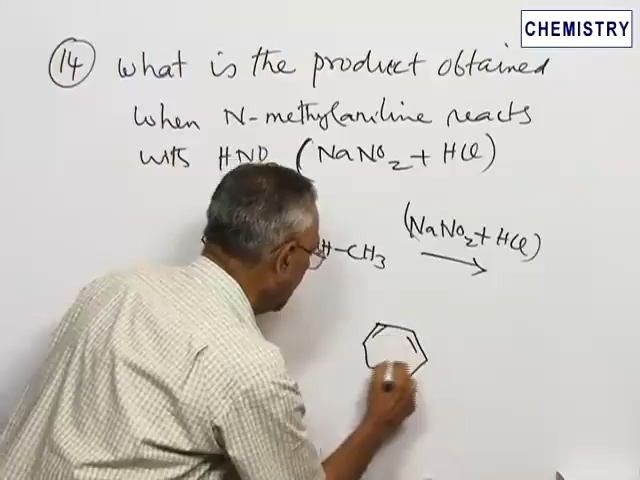 CHEMISTRY
14 What is the product obtained
when N-methylaniline reacts
with HNO (NaNO2 + HCl)
(NaNO2 + HCl)
H-CH3